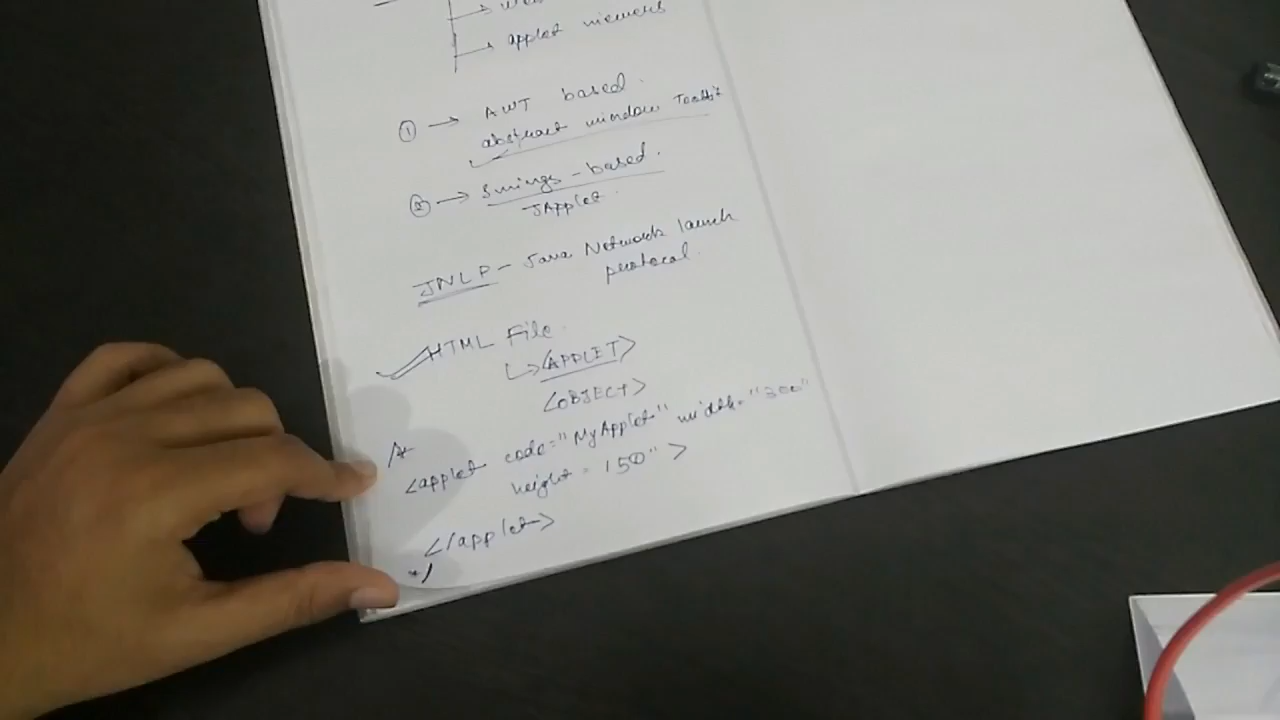 applet viewers
① → AWT based.
abstract window Toolkit
② → Swings - based.
JApplet.
JNLP - Java Network launch
protocal.
HTML File.
↳ <APPLET>
<OBJECT>
/*
<applet code="MyApplet" width="300"
height = 150">
</applet>
*/